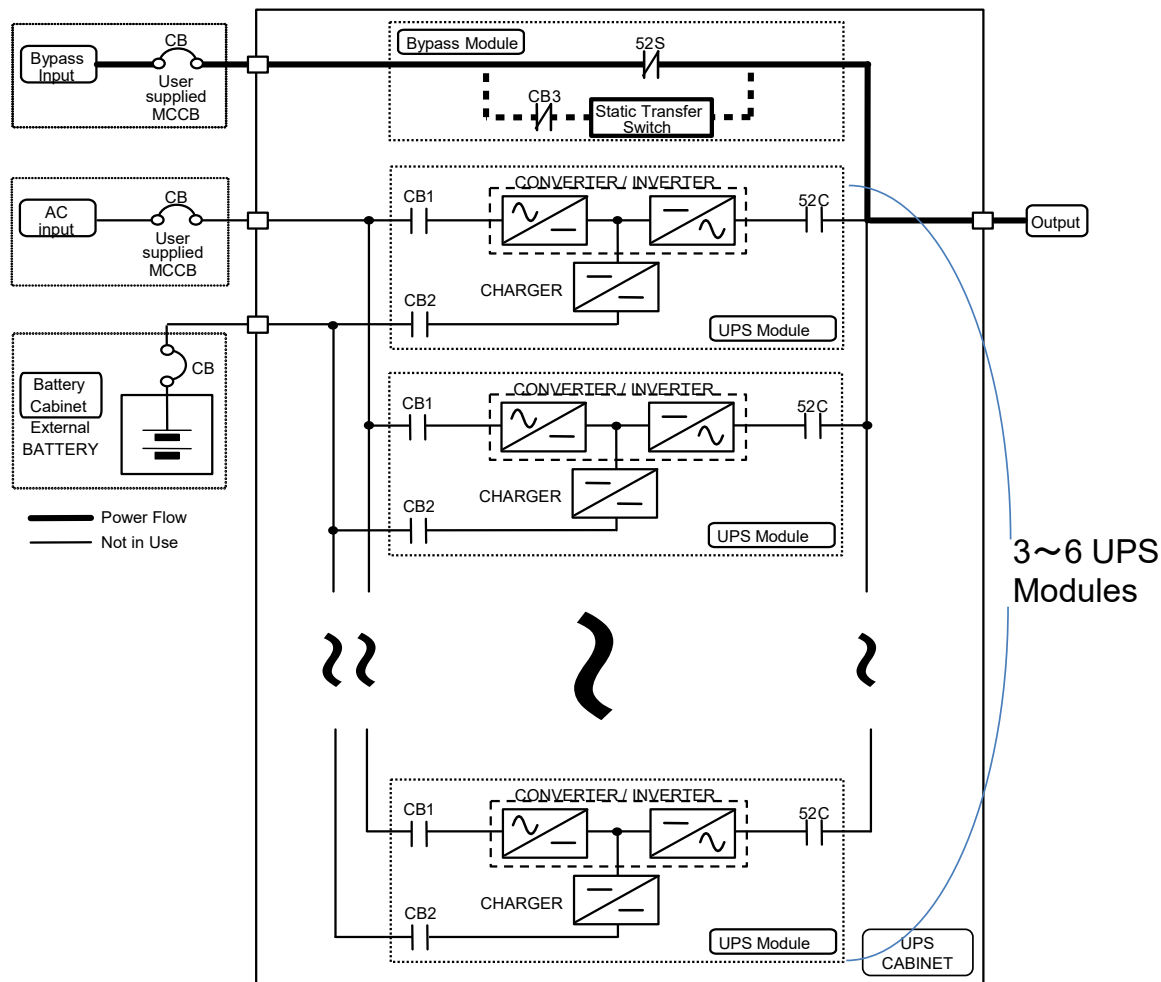 Bypass
Input
CB
User
supplied
MCCB
Bypass Module
52S
CB3
Static Transfer
Switch
AC
input
CB
User
supplied
MCCB
CONVERTER / INVERTER
CB1
52C
CHARGER
CB2
UPS Module
Output
Battery
Cabinet
External
BATTERY
CB
CONVERTER / INVERTER
CB1
52C
CHARGER
CB2
UPS Module
Power Flow
Not in Use
3～6 UPS
Modules
CONVERTER / INVERTER
CB1
52C
CHARGER
CB2
UPS Module
UPS
CABINET